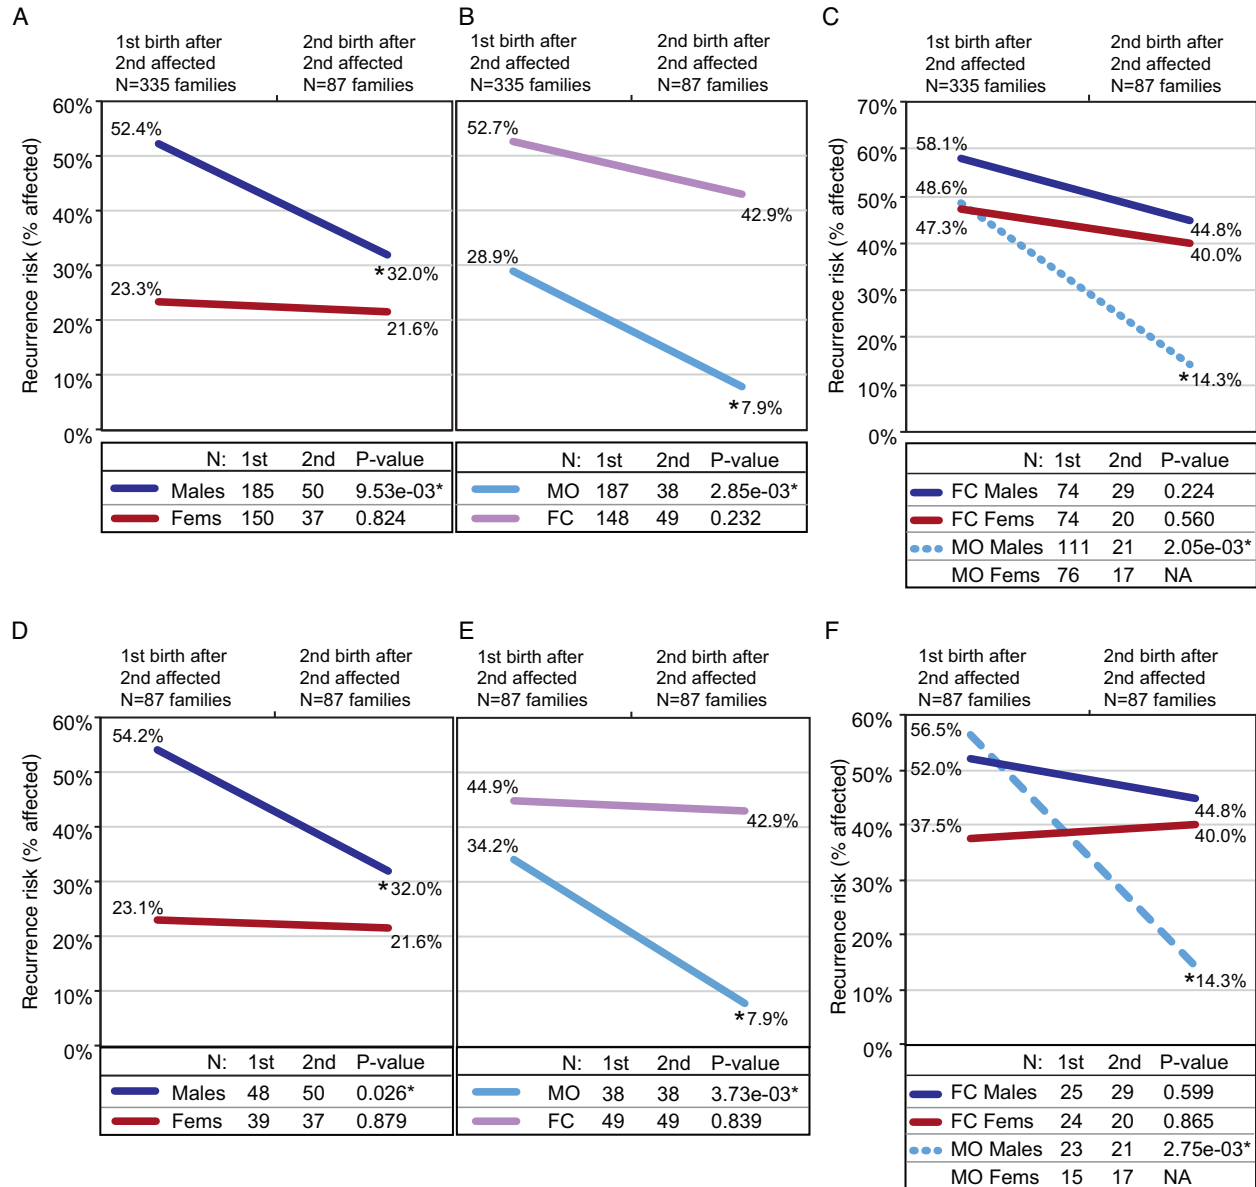 A
1st birth after
2nd affected
N=335 families
2nd birth after
2nd affected
N=87 families
Recurrence risk (% affected)
60%
50%
40%
30%
20%
10%
0%
52.4%
23.3%
*32.0%
21.6%
N: 1st 2nd P-value
Males 185 50 9.53e-03*
Fems 150 37 0.824
B
1st birth after
2nd affected
N=335 families
2nd birth after
2nd affected
N=87 families
52.7%
42.9%
28.9%
*7.9%
N: 1st 2nd P-value
MO 187 38 2.85e-03*
FC 148 49 0.232
C
1st birth after
2nd affected
N=335 families
2nd birth after
2nd affected
N=87 families
Recurrence risk (% affected)
70%
60%
50%
40%
30%
20%
10%
0%
58.1%
48.6%
47.3%
44.8%
40.0%
*14.3%
N: 1st 2nd P-value
FC Males 74 29 0.224
FC Fems 74 20 0.560
MO Males 111 21 2.05e-03*
MO Fems 76 17 NA
D
1st birth after
2nd affected
N=87 families
2nd birth after
2nd affected
N=87 families
Recurrence risk (% affected)
60%
50%
40%
30%
20%
10%
0%
54.2%
23.1%
*32.0%
21.6%
N: 1st 2nd P-value
Males 48 50 0.026*
Fems 39 37 0.879
E
1st birth after
2nd affected
N=87 families
2nd birth after
2nd affected
N=87 families
44.9%
42.9%
34.2%
*7.9%
N: 1st 2nd P-value
MO 38 38 3.73e-03*
FC 49 49 0.839
F
1st birth after
2nd affected
N=87 families
2nd birth after
2nd affected
N=87 families
Recurrence risk (% affected)
60%
50%
40%
30%
20%
10%
0%
56.5%
52.0%
37.5%
44.8%
40.0%
*14.3%
N: 1st 2nd P-value
FC Males 25 29 0.599
FC Fems 24 20 0.865
MO Males 23 21 2.75e-03*
MO Fems 15 17 NA